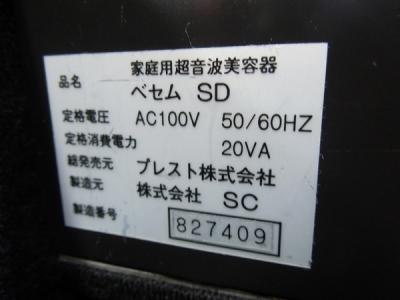 家庭用超音波美容器
品名 ベセム SD
定格電圧 AC100V 50/60HZ
定格消費電力 20VA
総発売元 プレスト株式会社
製造元 株式会社 SC
製造番号 827409